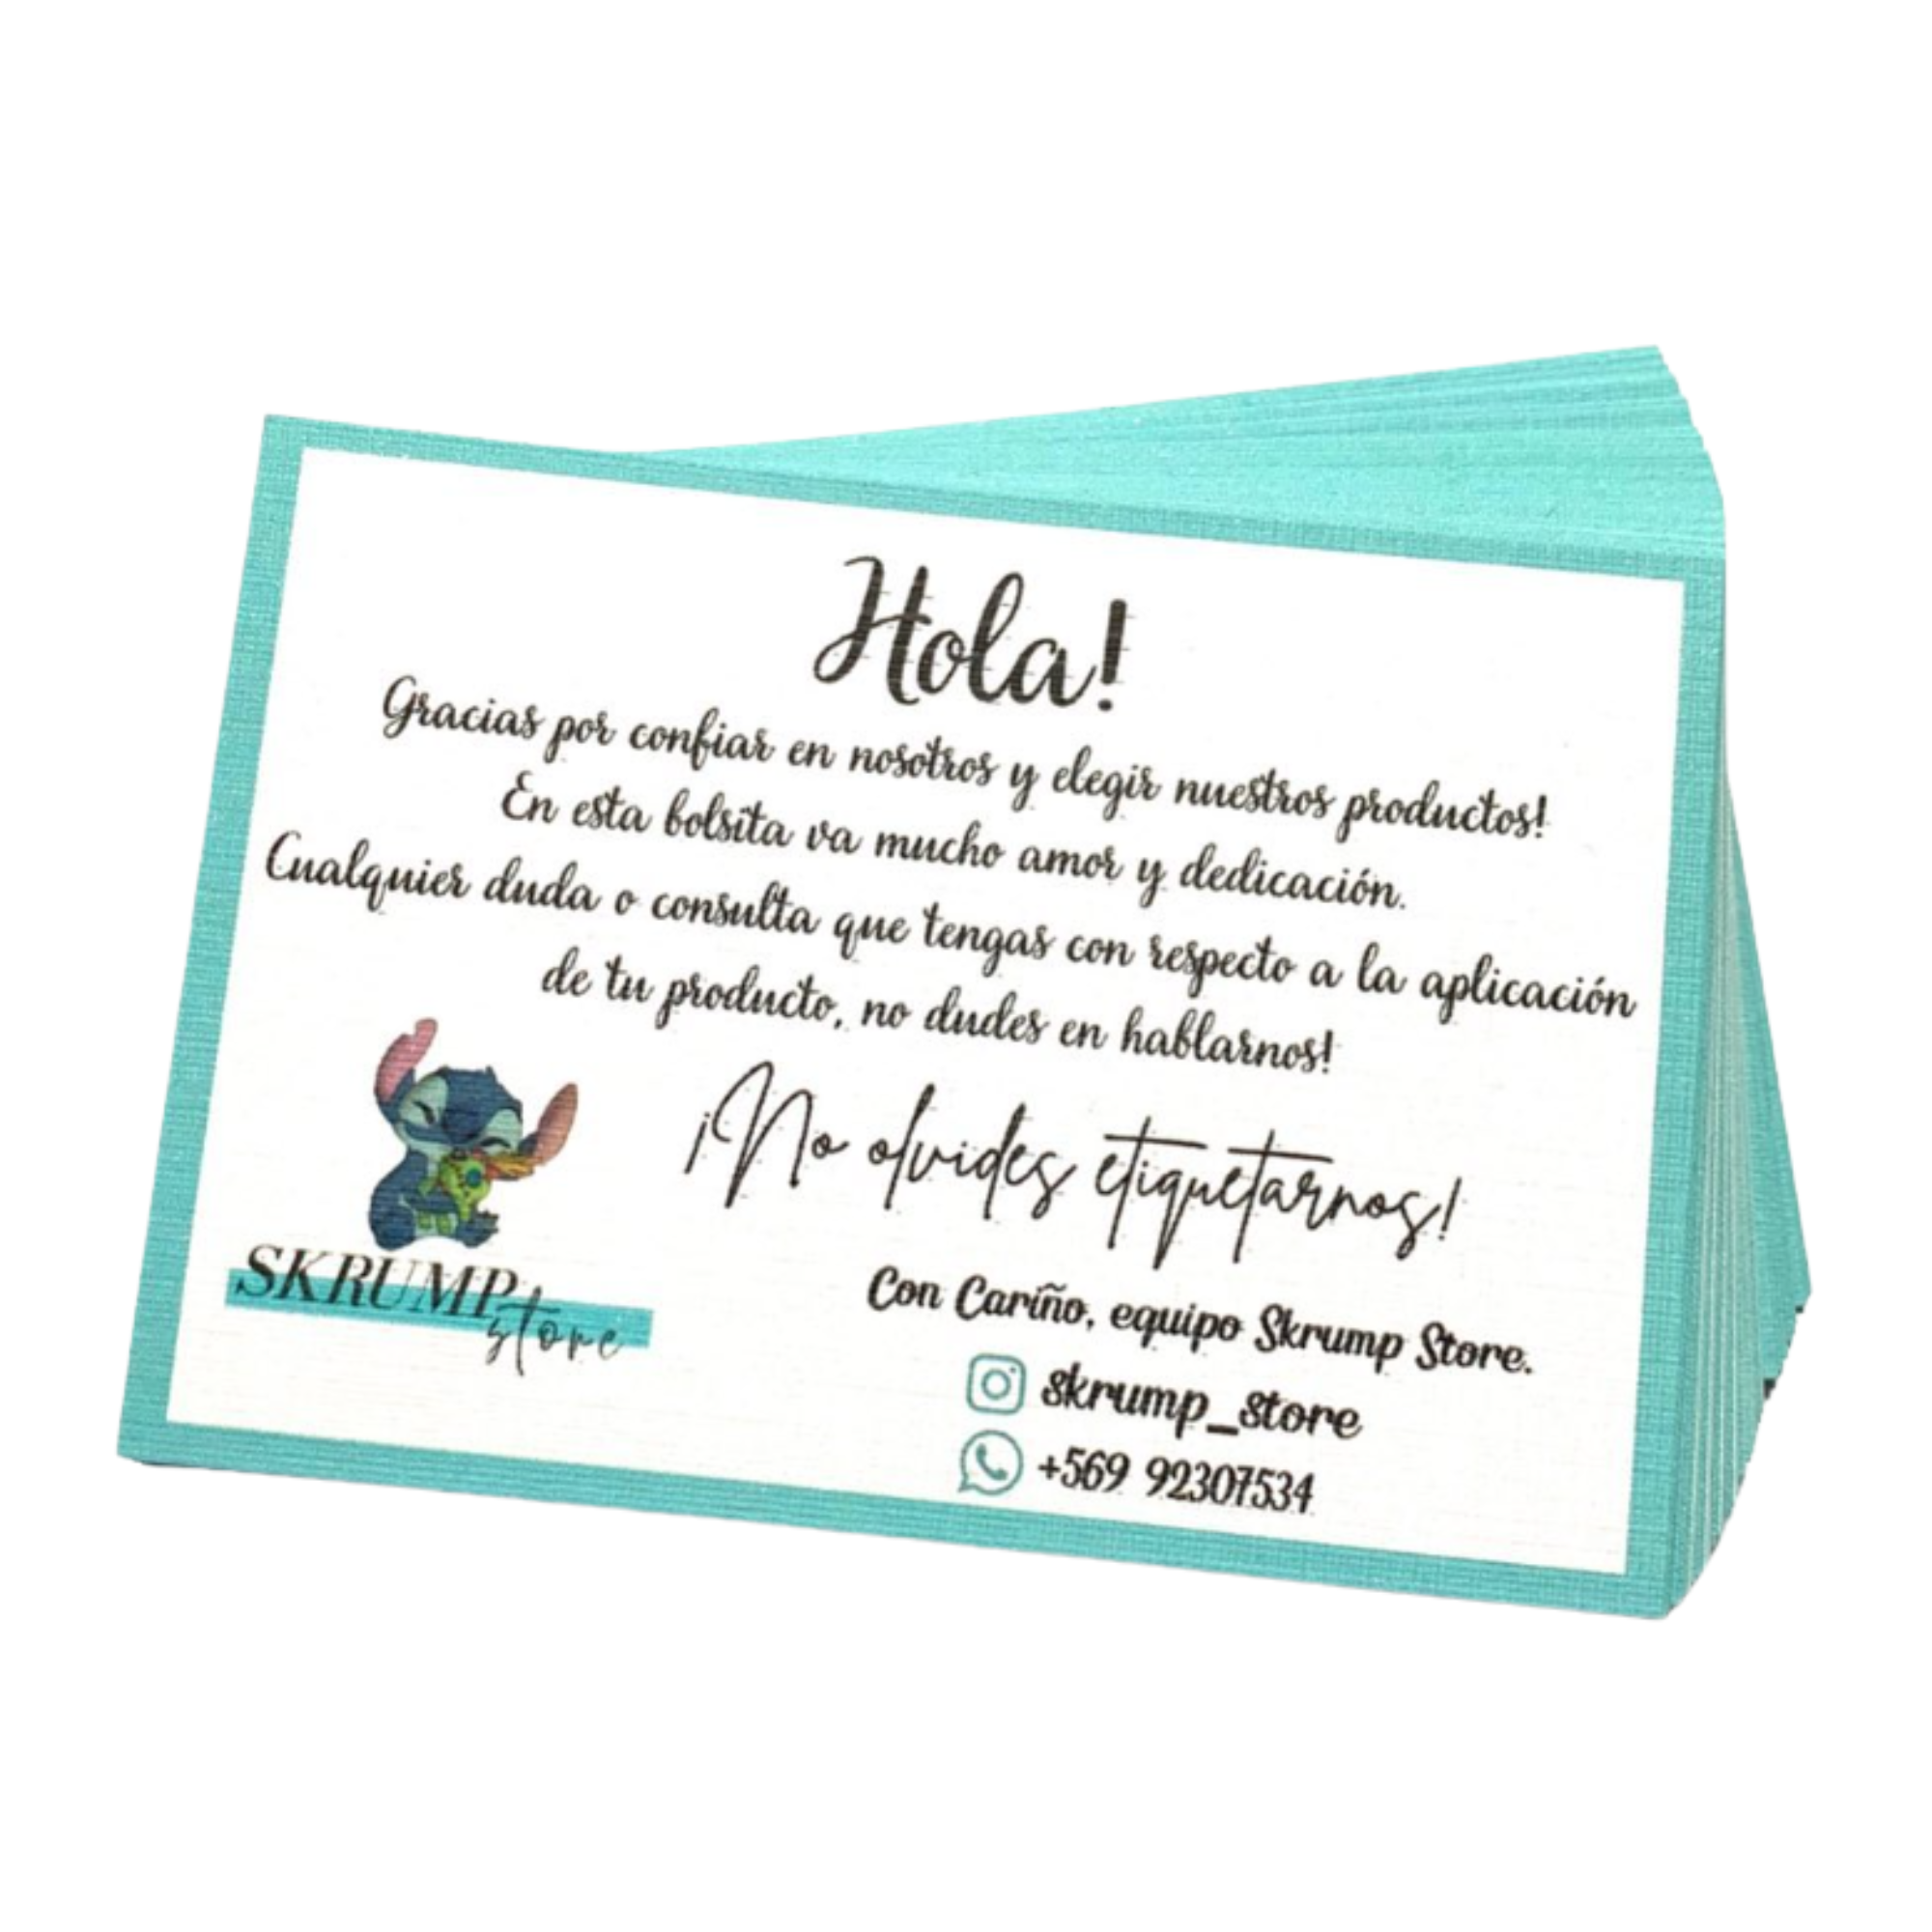 Hola!
Gracias por confiar en nosotros y elegir nuestros productos!
En esta bolsita va mucho amor y dedicación.
Cualquier duda o consulta que tengas con respecto a la aplicación
de tu producto, no dudes en hablarnos!
¡No olvides etiquetarnos!
SKRUMP
store
Con Cariño, equipo Skrump Store.
skrump_store
+569 92307534